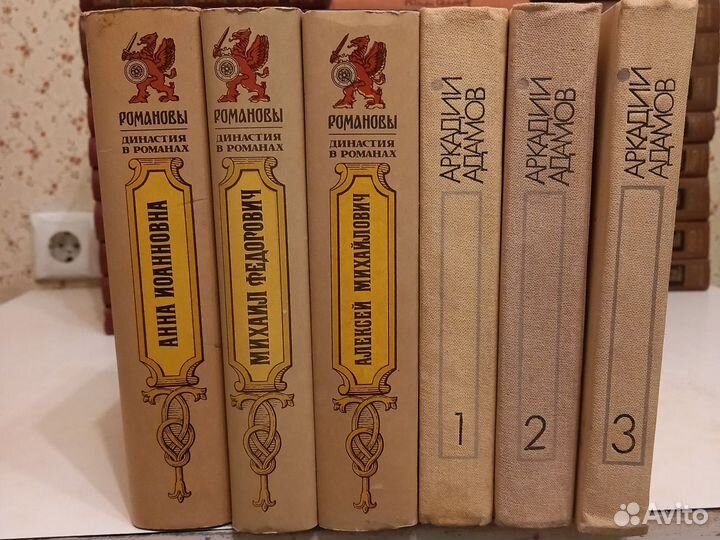 РОМАНОВЫ
ДИНАСТИЯ
В РОМАНАХ
АННА ИОАННОВНА
РОМАНОВЫ
ДИНАСТИЯ
В РОМАНАХ
МИХАИЛ ФЕДОРОВИЧ
РОМАНОВЫ
ДИНАСТИЯ
В РОМАНАХ
АЛЕКСЕЙ МИХАЙЛОВИЧ
АРКАДИЙ
АДАМОВ
1
АРКАДИЙ
АДАМОВ
2
АРКАДИЙ
АДАМОВ
3
Avito